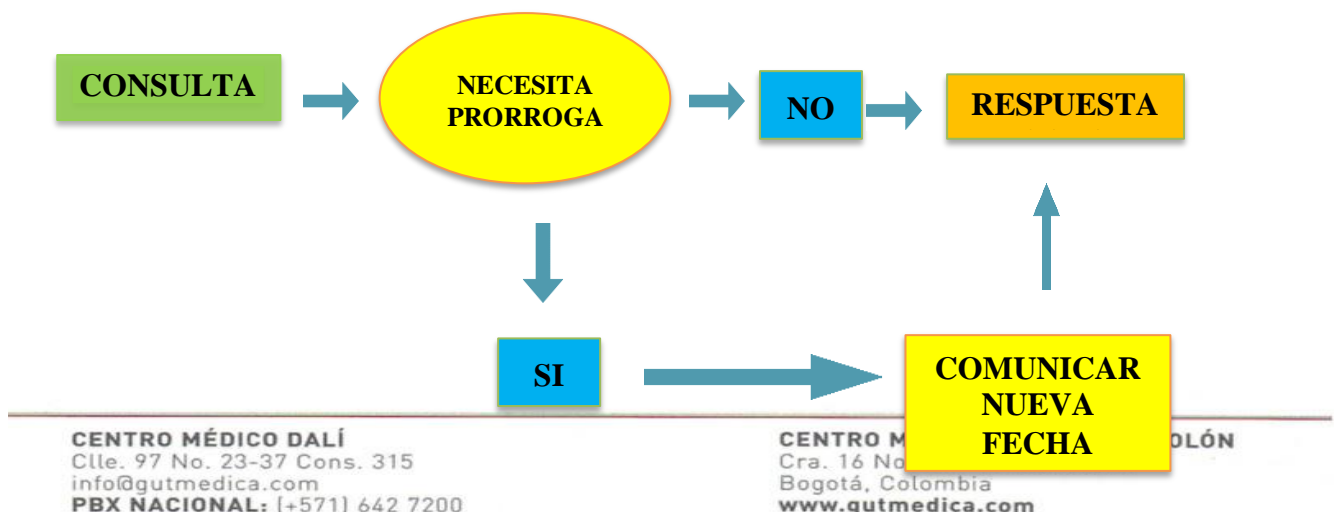 CONSULTA
NECESITA
PRORROGA
NO
RESPUESTA
SI
COMUNICAR
NUEVA
FECHA
CENTRO MÉDICO DALÍ
Clle. 97 No. 23-37 Cons. 315
info@gutmedica.com
PBX NACIONAL: (+571) 642 7200
CENTRO
Cra. 16 No
Bogotá, Colombia
www.gutmedica.com